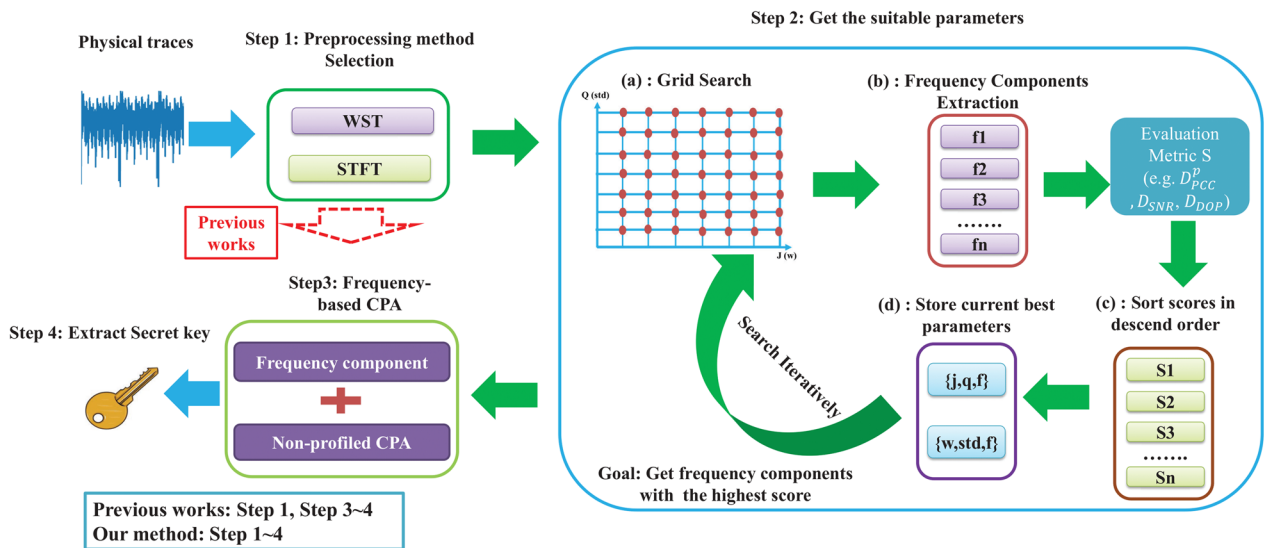 Physical traces
Step 1: Preprocessing method
Selection
WST
STFT
Previous
works
Step 2: Get the suitable parameters
(a) : Grid Search
Q (std)
J (w)
(b) : Frequency Components
Extraction
f1
f2
f3
.......
fn
Evaluation
Metric S
(e.g. D^p_PCC
, D_SNR, D_DOP)
(c) : Sort scores in
descend order
S1
S2
S3
.......
Sn
(d) : Store current best
parameters
{j,q,f}
{w,std,f}
Search Iteratively
Goal: Get frequency components
with the highest score
Step3: Frequency-
based CPA
Frequency component
Non-profiled CPA
Step 4: Extract Secret key
Previous works: Step 1, Step 3~4
Our method: Step 1~4